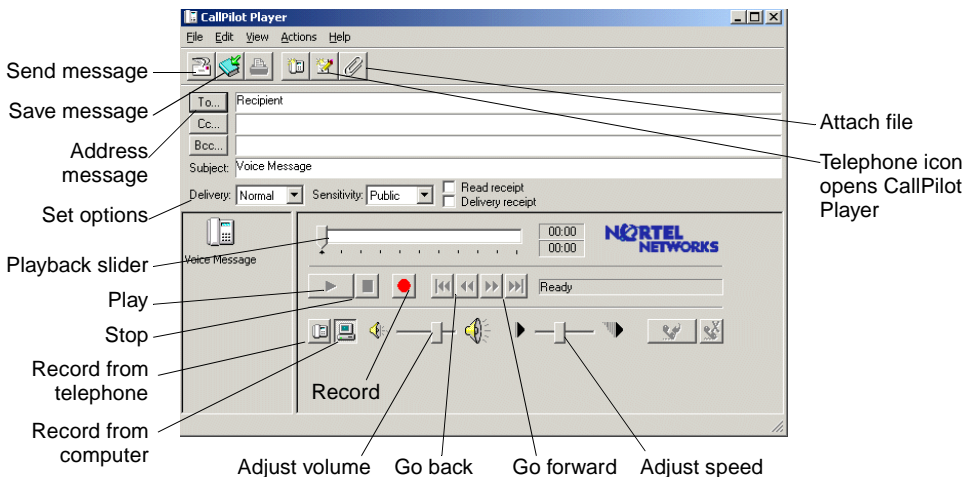 CallPilot Player
File Edit View Actions Help
Send message
Save message
Address
message
Set options
Playback slider
Play
Stop
Record from
telephone
Record from
computer
To...
Recipient
Cc...
Bcc...
Subject:
Voice Message
Delivery:
Normal
Sensitivity:
Public
Read receipt
Delivery receipt
Voice Message
00:00
00:00
NORTEL
NETWORKS
Ready
Record
Attach file
Telephone icon
opens CallPilot
Player
Adjust volume
Go back
Go forward
Adjust speed